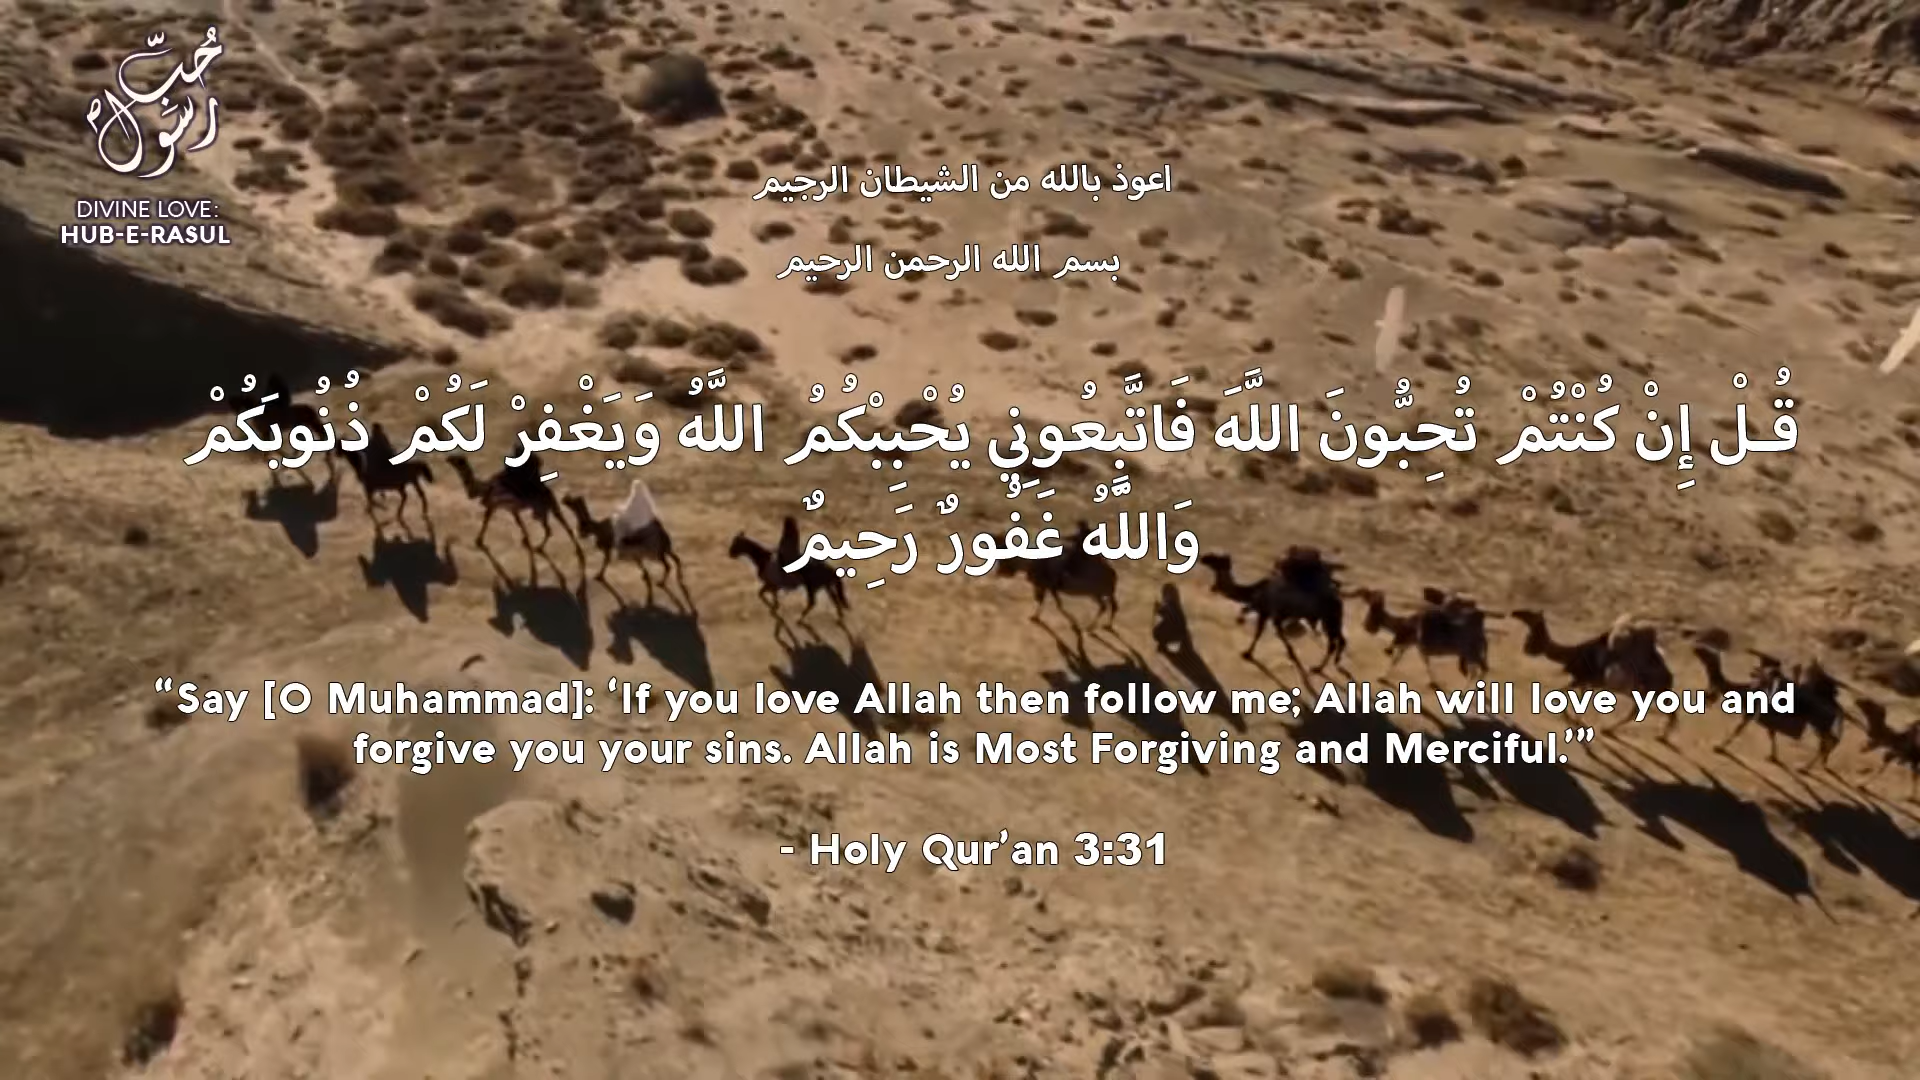 حُبِّ
رَسُول
DIVINE LOVE:
HUB-E-RASUL
اعوذ بالله من الشيطان الرجيم
بسم الله الرحمن الرحيم
قُـلْ إِنْ كُنْتُمْ تُحِبُّونَ اللَّهَ فَاتَّبِعُونِي يُحْبِبْكُمُ اللَّهُ وَيَغْفِرْ لَكُمْ ذُنُوبَكُمْ
وَاللَّهُ غَفُورٌ رَحِيمٌ
“Say [O Muhammad]: ‘If you love Allah then follow me; Allah will love you and
forgive you your sins. Allah is Most Forgiving and Merciful.’”
- Holy Qur’an 3:31